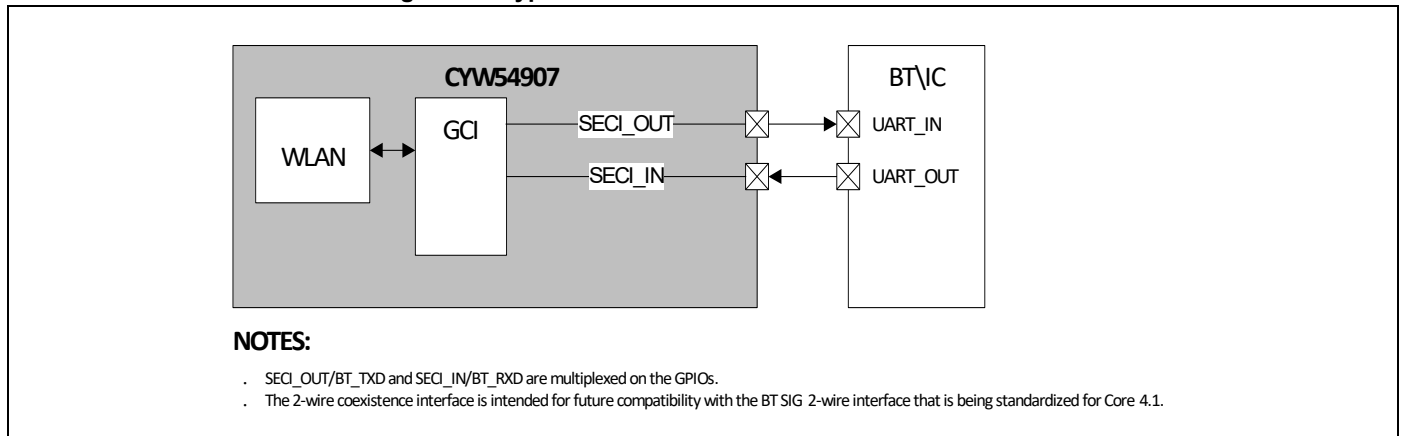 CYW54907
BT\IC
WLAN
GCI
SECI_OUT
UART_IN
SECI_IN
UART_OUT
NOTES:
. SECI_OUT/BT_TXD and SECI_IN/BT_RXD are multiplexed on the GPIOs.
. The 2-wire coexistence interface is intended for future compatibility with the BT SIG 2-wire interface that is being standardized for Core 4.1.